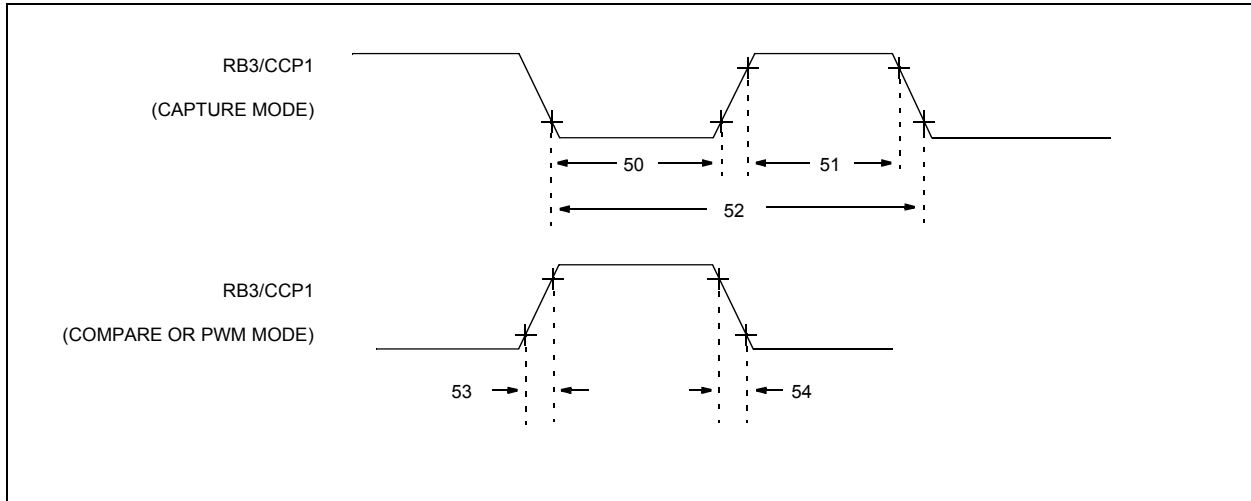 RB3/CCP1
(CAPTURE MODE)
50
51
52
RB3/CCP1
(COMPARE OR PWM MODE)
53
54